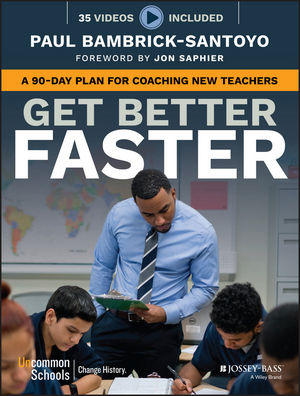 35 VIDEOS INCLUDED
PAUL BAMBRICK-SANTOYO
FOREWORD BY JON SAPHIER
A 90-DAY PLAN FOR COACHING NEW TEACHERS
GET BETTER
FASTER
Uncommon
Schools
Change History.
JOSSEY-BASS
A Wiley Brand